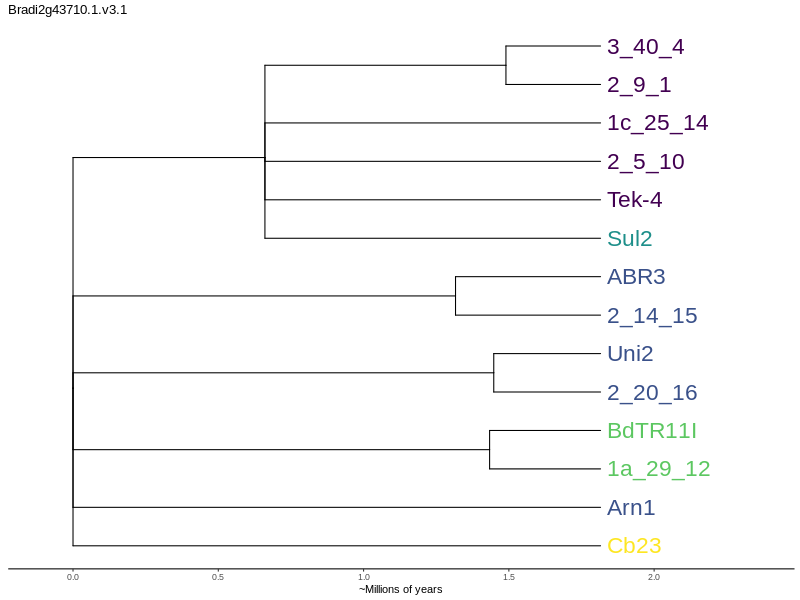 Bradi2g43710.1.v3.1
3_40_4
2_9_1
1c_25_14
2_5_10
Tek-4
Sul2
ABR3
2_14_15
Uni2
2_20_16
BdTR11I
1a_29_12
Arn1
Cb23
0.0 0.5 1.0 1.5 2.0
~Millions of years